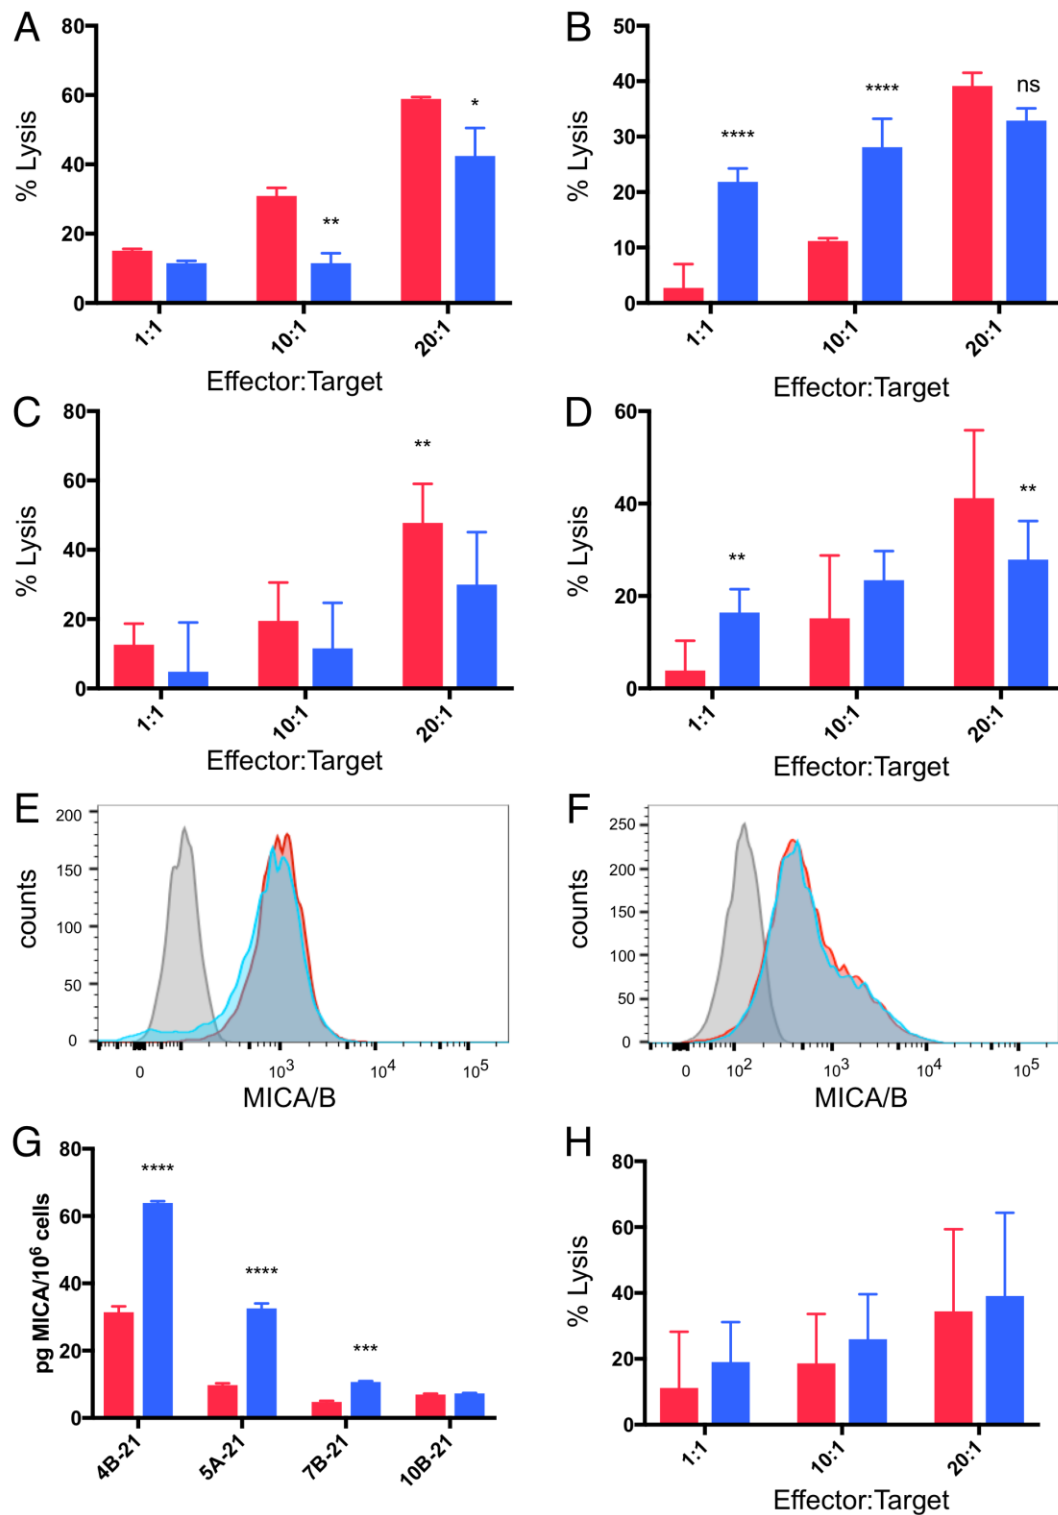 A
80
60
40
20
0
% Lysis
*
**
1:1
10:1
20:1
Effector:Target
B
50
40
30
20
10
0
% Lysis
****
****
ns
1:1
10:1
20:1
Effector:Target
C
80
60
40
20
0
% Lysis
**
1:1
10:1
20:1
Effector:Target
D
60
40
20
0
% Lysis
**
**
1:1
10:1
20:1
Effector:Target
E
200
150
100
50
0
counts
0
10³
10⁴
10⁵
MICA/B
F
250
200
150
100
50
0
counts
0
10²
10³
10⁴
10⁵
MICA/B
G
80
60
40
20
0
pg MICA/10⁶ cells
****
****
***
4B-21
5A-21
7B-21
10B-21
H
80
60
40
20
0
% Lysis
1:1
10:1
20:1
Effector:Target